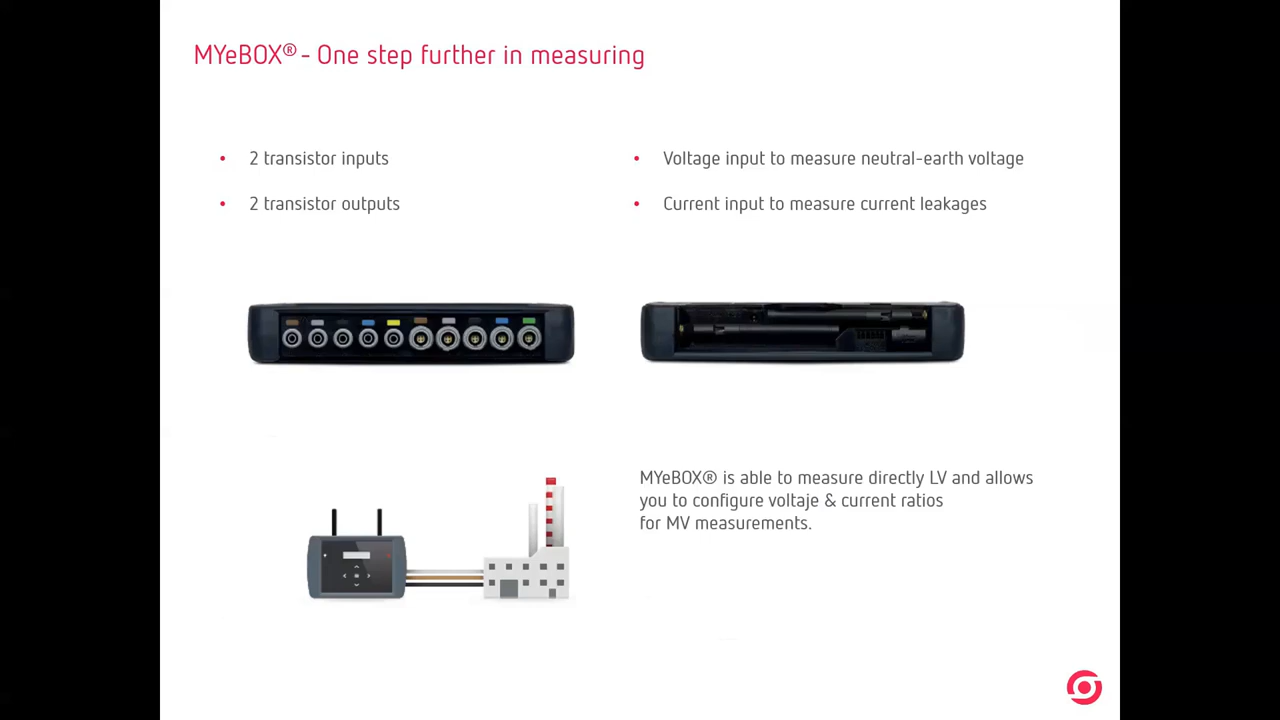 MYeBOX® - One step further in measuring
• 2 transistor inputs
• 2 transistor outputs
• Voltage input to measure neutral-earth voltage
• Current input to measure current leakages
MYeBOX® is able to measure directly LV and allows
you to configure voltaje & current ratios
for MV measurements.